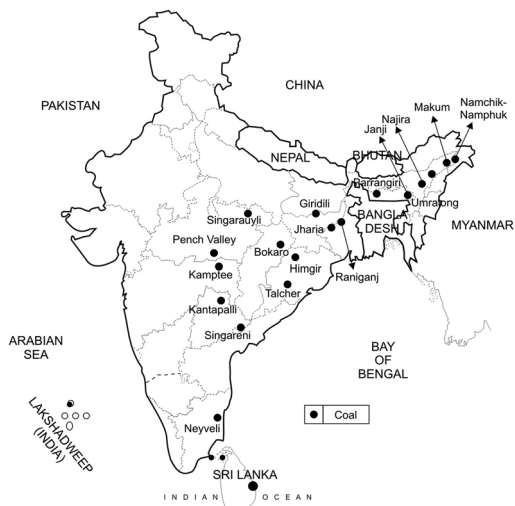 CHINA
PAKISTAN
Makum
Namchik-
Namphuk
Najira
Janji
NEPAL
BHUTAN
Barrangiri
Umralong
Giridili
Singarauyli
BANGLA
DESH
MYANMAR
Jharia
Pench Valley
Bokaro
Himgir
Raniganj
Kamptee
Talcher
Kantapalli
Singareni
ARABIAN
SEA
BAY
OF
BENGAL
LAKSHADWEEP
(INDIA)
Coal
Neyveli
SRI LANKA
INDIAN OCEAN